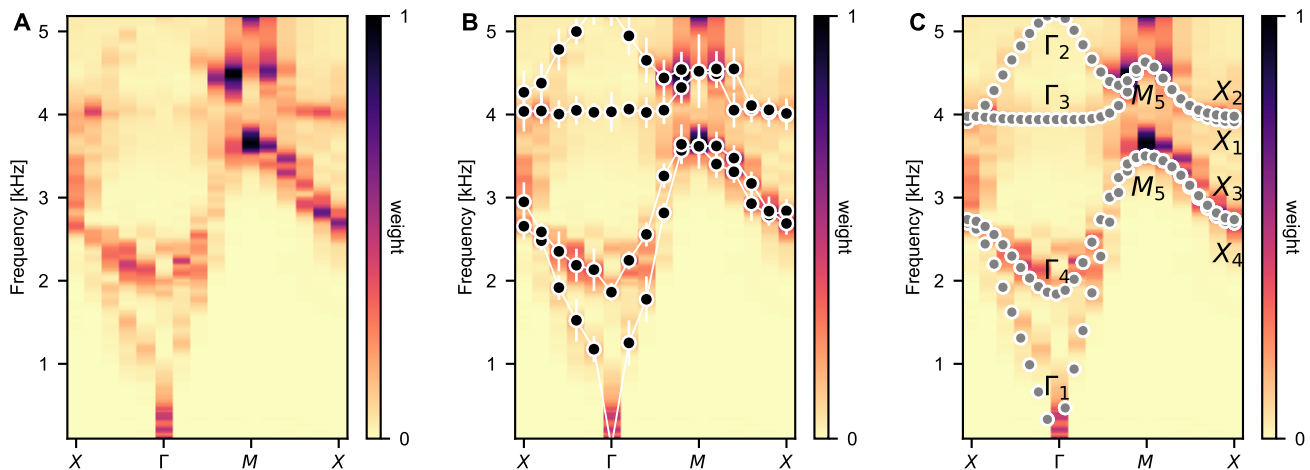 A
B
C
1
0
weight
5
4
3
2
1
Frequency [kHz]
X
Γ
M
X
1
0
weight
5
4
3
2
1
Frequency [kHz]
X
Γ
M
X
1
0
weight
5
4
3
2
1
Frequency [kHz]
Γ₂
Γ₃
M₅
X₂
X₁
M₅
X₃
Γ₄
X₄
Γ₁
X
Γ
M
X